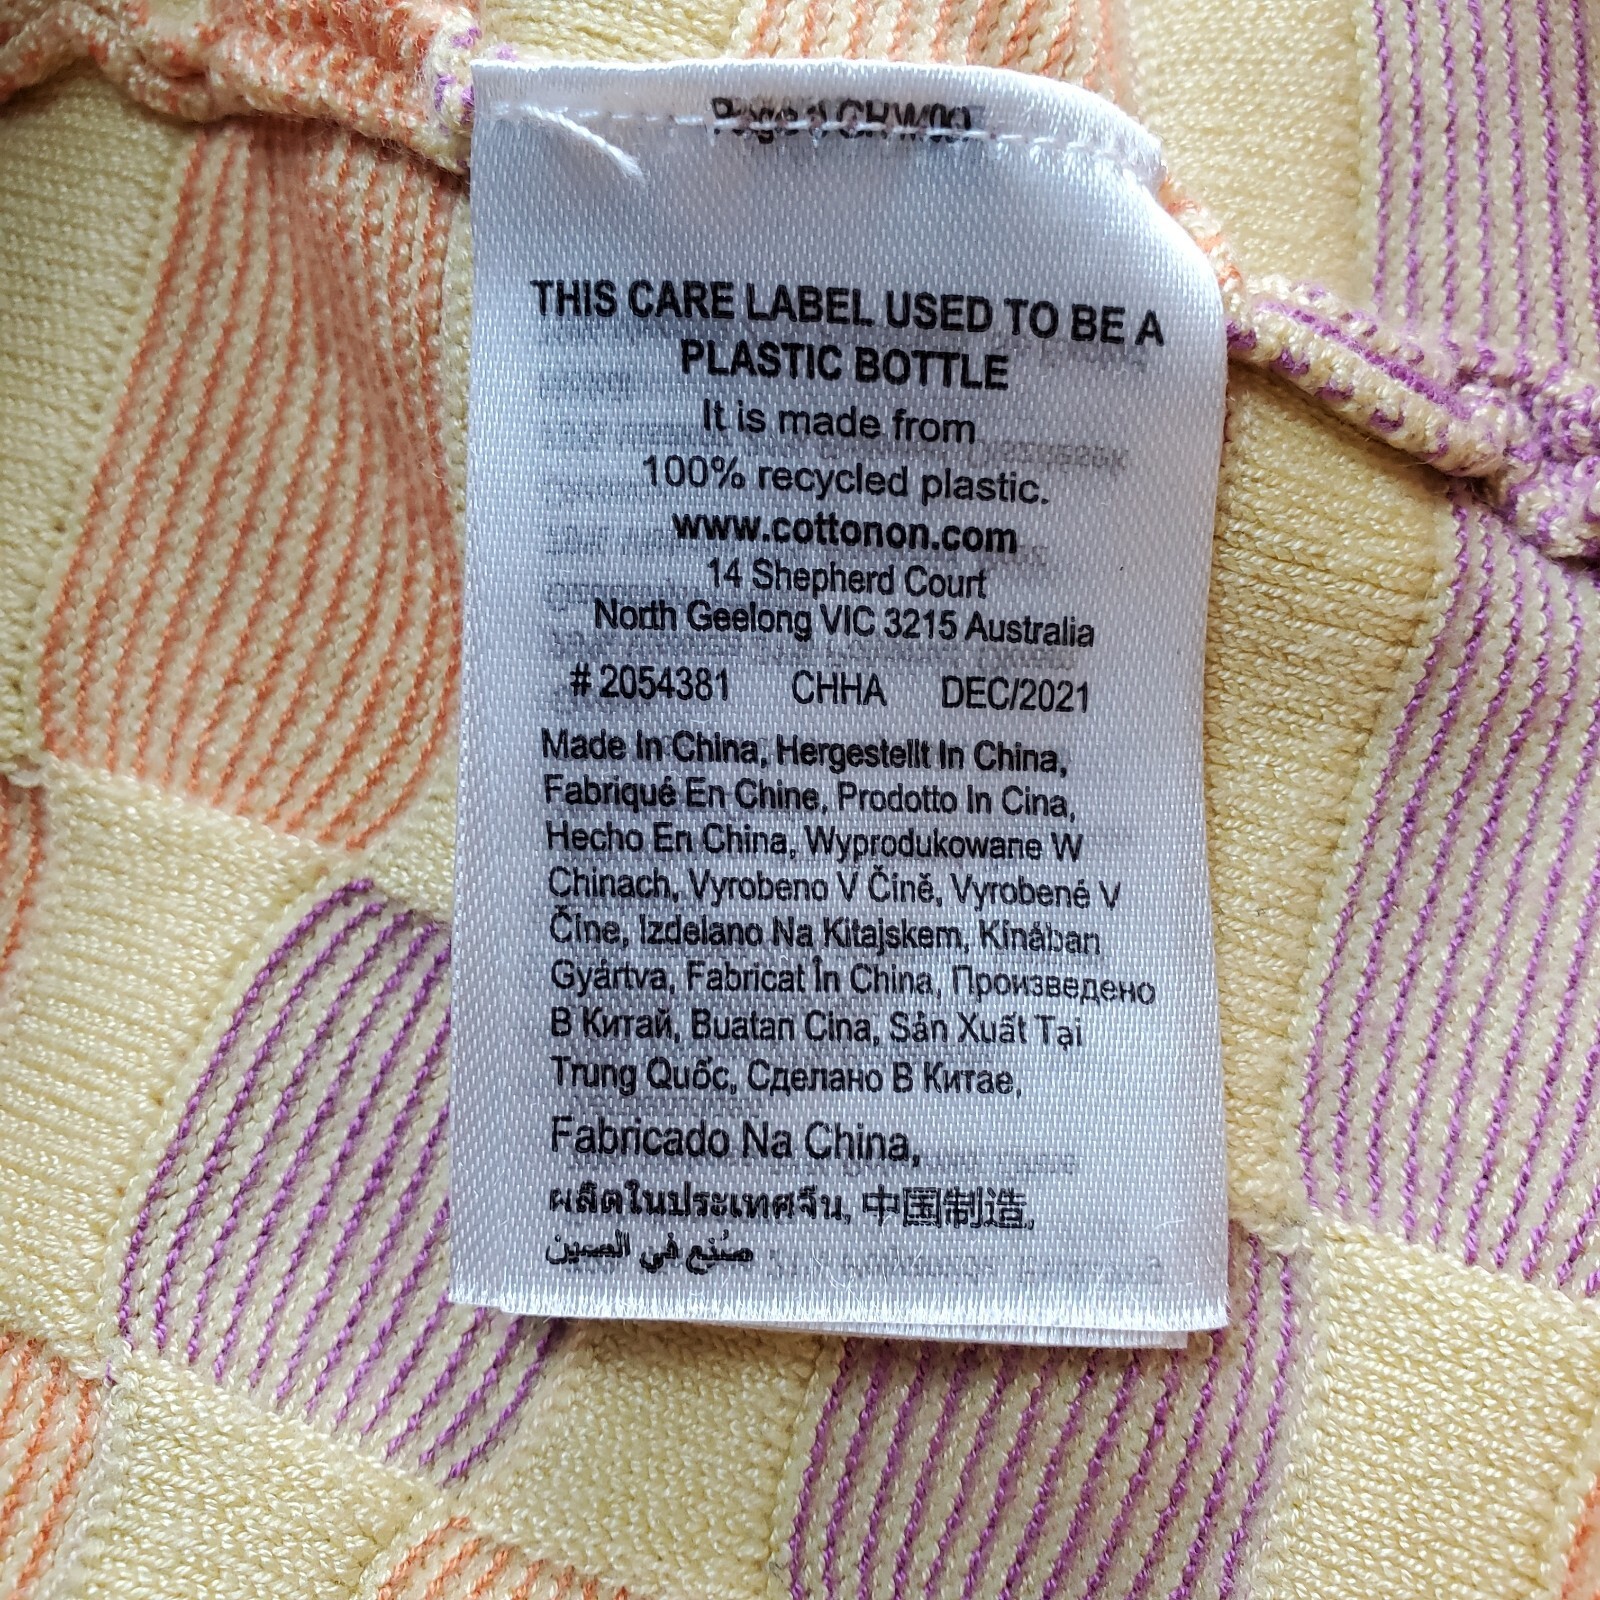 THIS CARE LABEL USED TO BE A
PLASTIC BOTTLE
It is made from
100% recycled plastic.
www.cottonon.com
14 Shepherd Court
North Geelong VIC 3215 Australia
# 2054381 CHHA DEC/2021
Made In China, Hergestellt In China,
Fabriqué En Chine, Prodotto In Cina,
Hecho En China, Wyprodukowane W
Chinach, Vyrobeno V Číně, Vyrobené V
Číne, Izdelano Na Kitajskem, Kínában
Gyártva, Fabricat În China, Произведено
В Китай, Buatan Cina, Sản Xuất Tại
Trung Quốc, Сделано В Китае,
Fabricado Na China,
ผลิตในประเทศจีน, 中国制造,
صُنع في الصين